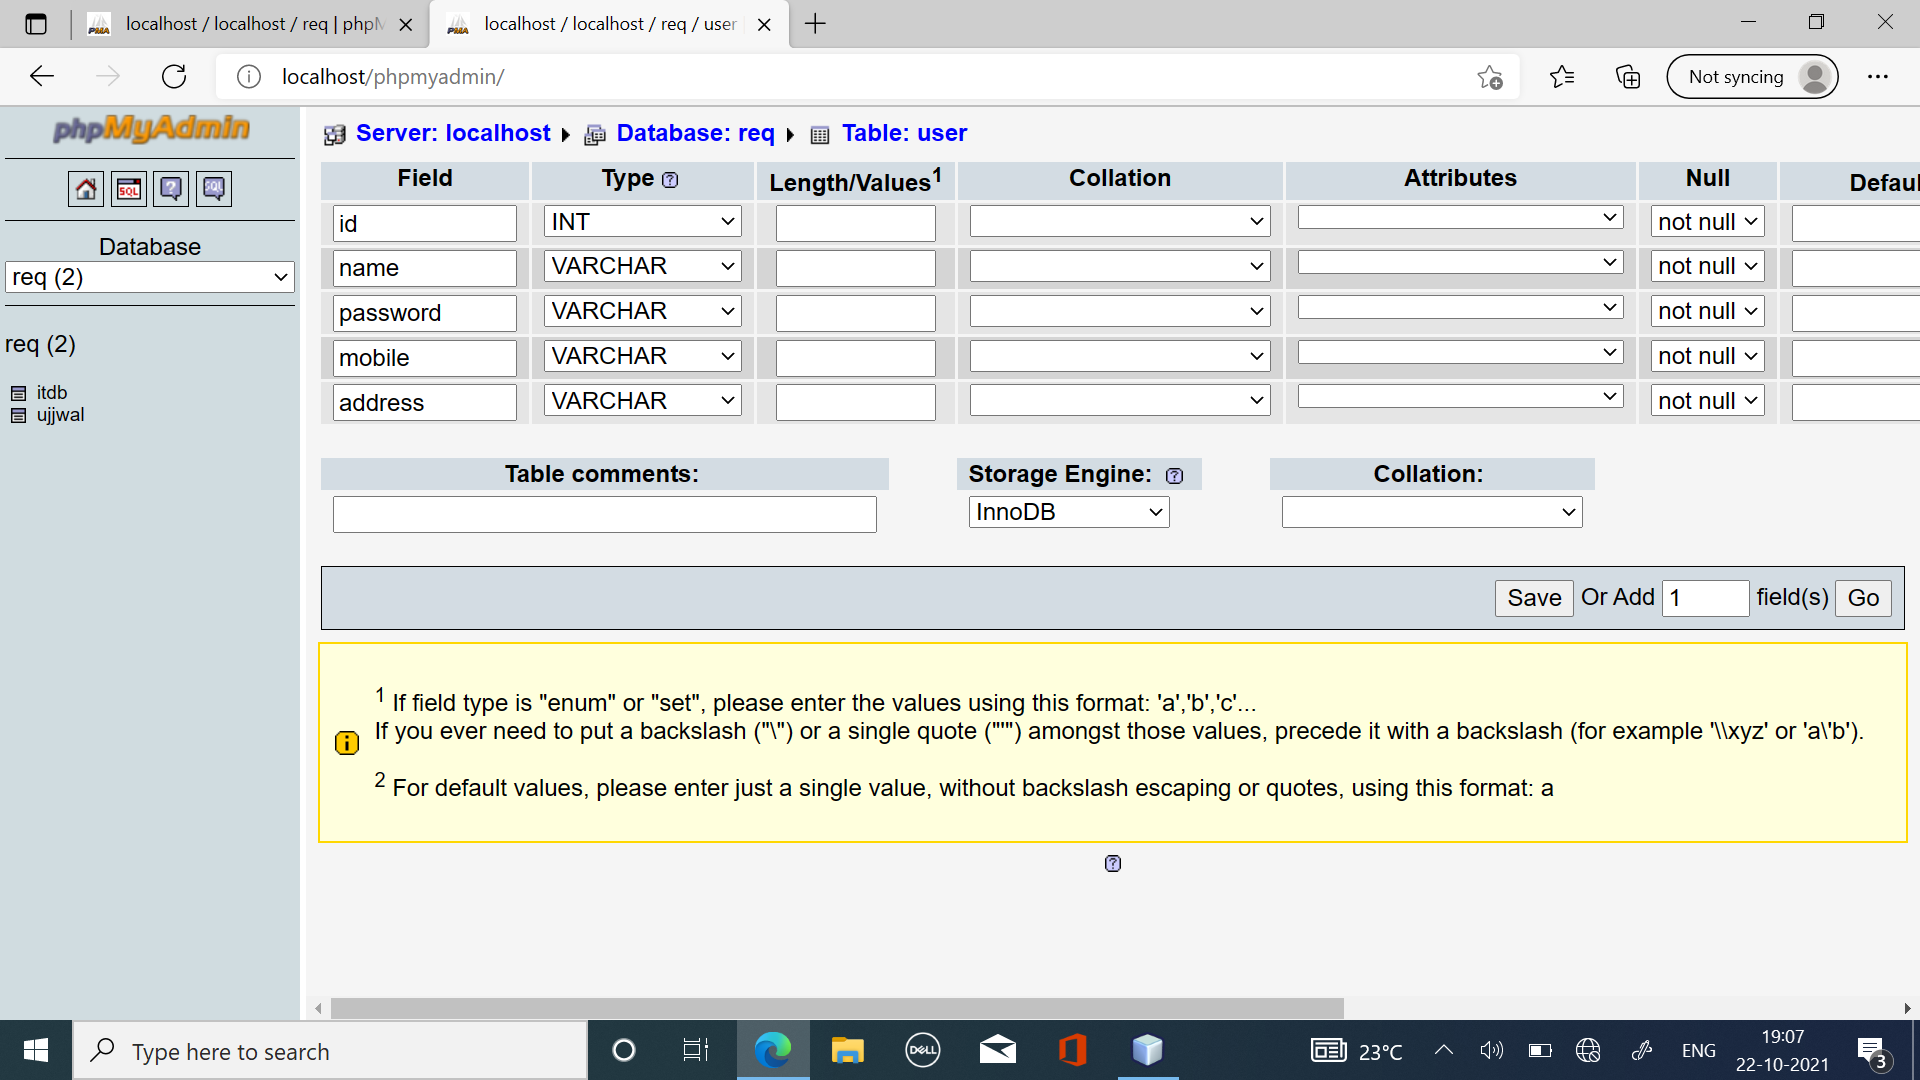 localhost / localhost / req | phpM
localhost / localhost / req / user
localhost/phpmyadmin/
Not syncing
phpMyAdmin
SQL
SQL
Database
req (2)
req (2)
itdb
ujjwal
Server: localhost Database: req Table: user
Field Type Length/Values1 Collation Attributes Null Defaul
id INT not null
name VARCHAR not null
password VARCHAR not null
mobile VARCHAR not null
address VARCHAR not null
Table comments: Storage Engine: Collation:
InnoDB
Save Or Add 1 field(s) Go
1 If field type is "enum" or "set", please enter the values using this format: 'a','b','c'...
If you ever need to put a backslash ("\") or a single quote ("'") amongst those values, precede it with a backslash (for example '\\xyz' or 'a\'b').
2 For default values, please enter just a single value, without backslash escaping or quotes, using this format: a
Type here to search
DELL
23°C
ENG
19:07
22-10-2021
3